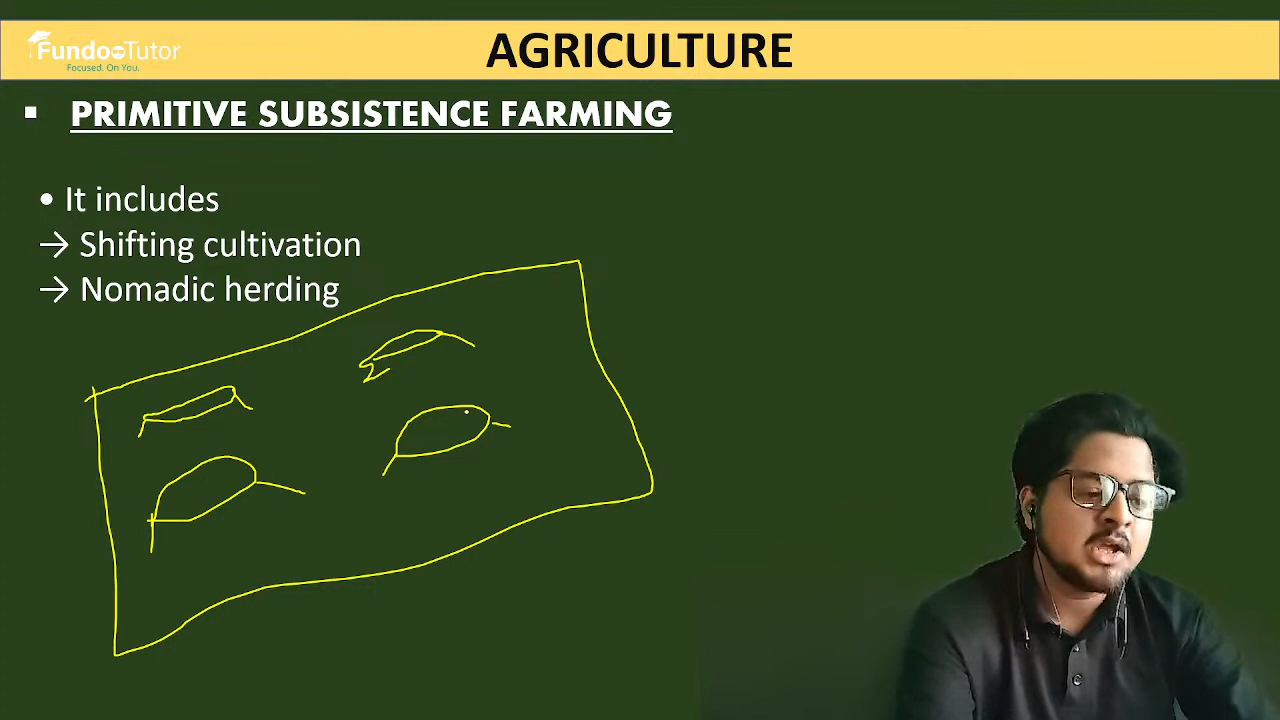 FundooTutor
Focused. On You.
AGRICULTURE
▪ PRIMITIVE SUBSISTENCE FARMING
• It includes
→ Shifting cultivation
→ Nomadic herding